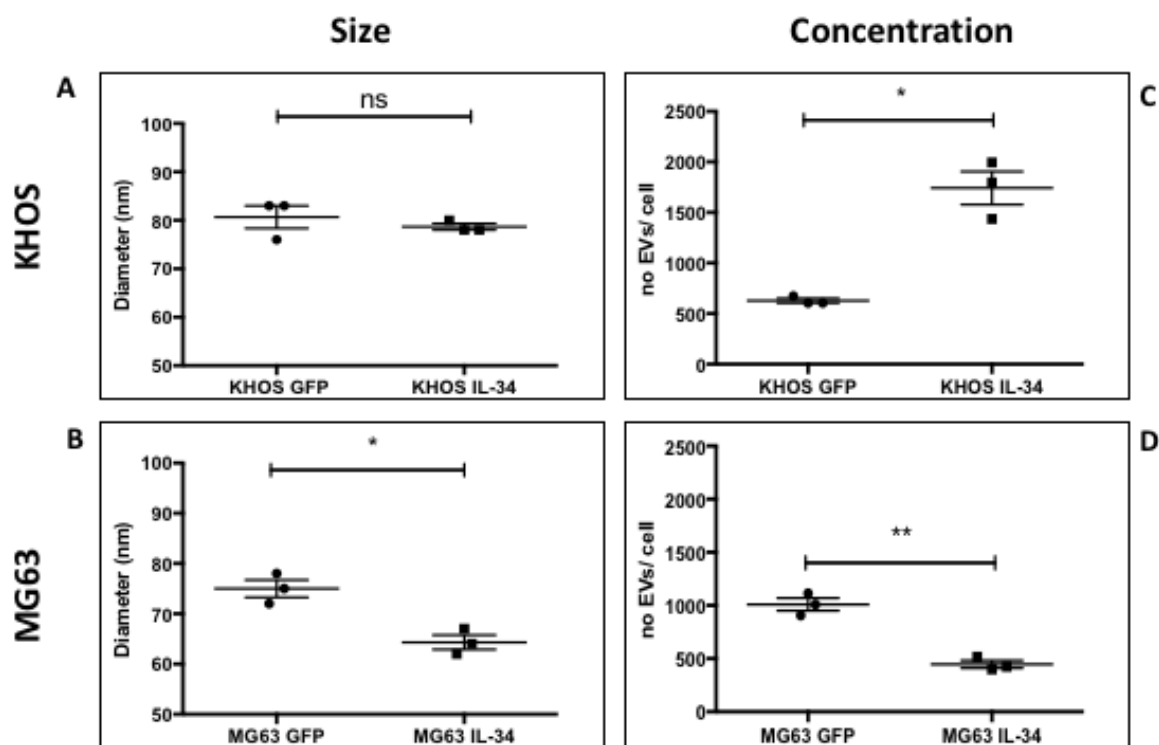 Size
Concentration
KHOS
A
ns
Diameter (nm)
100
90
80
70
60
50
KHOS GFP KHOS IL-34
C
*
no EVs/ cell
2500
2000
1500
1000
500
0
KHOS GFP KHOS IL-34
MG63
B
*
Diameter (nm)
100
90
80
70
60
50
MG63 GFP MG63 IL-34
D
**
no EVs/ cell
2500
2000
1500
1000
500
0
MG63 GFP MG63 IL-34